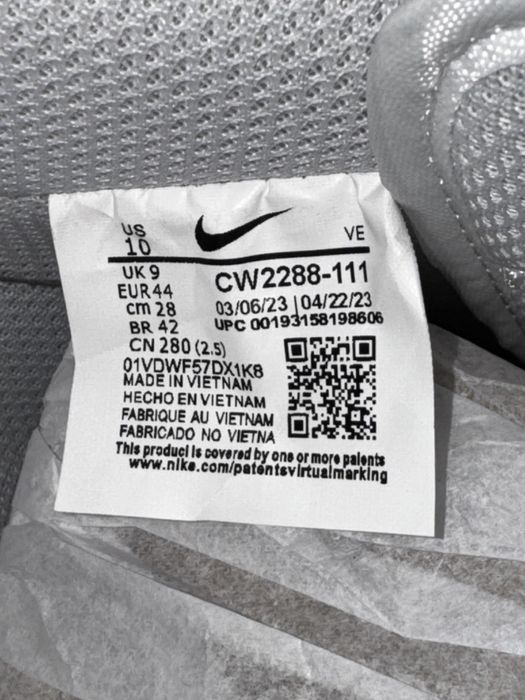 US
10
VE
UK 9
EUR 44
cm 28
BR 42
CN 280 (2.5)
CW2288-111
03/06/23 | 04/22/23
UPC 00193158198606
01VDWF57DX1K8
MADE IN VIETNAM
HECHO EN VIETNAM
FABRIQUE AU VIETNAM
FABRICADO NO VIETNA
This product is covered by one or more patents
www.nike.com/patentsvirtualmarking